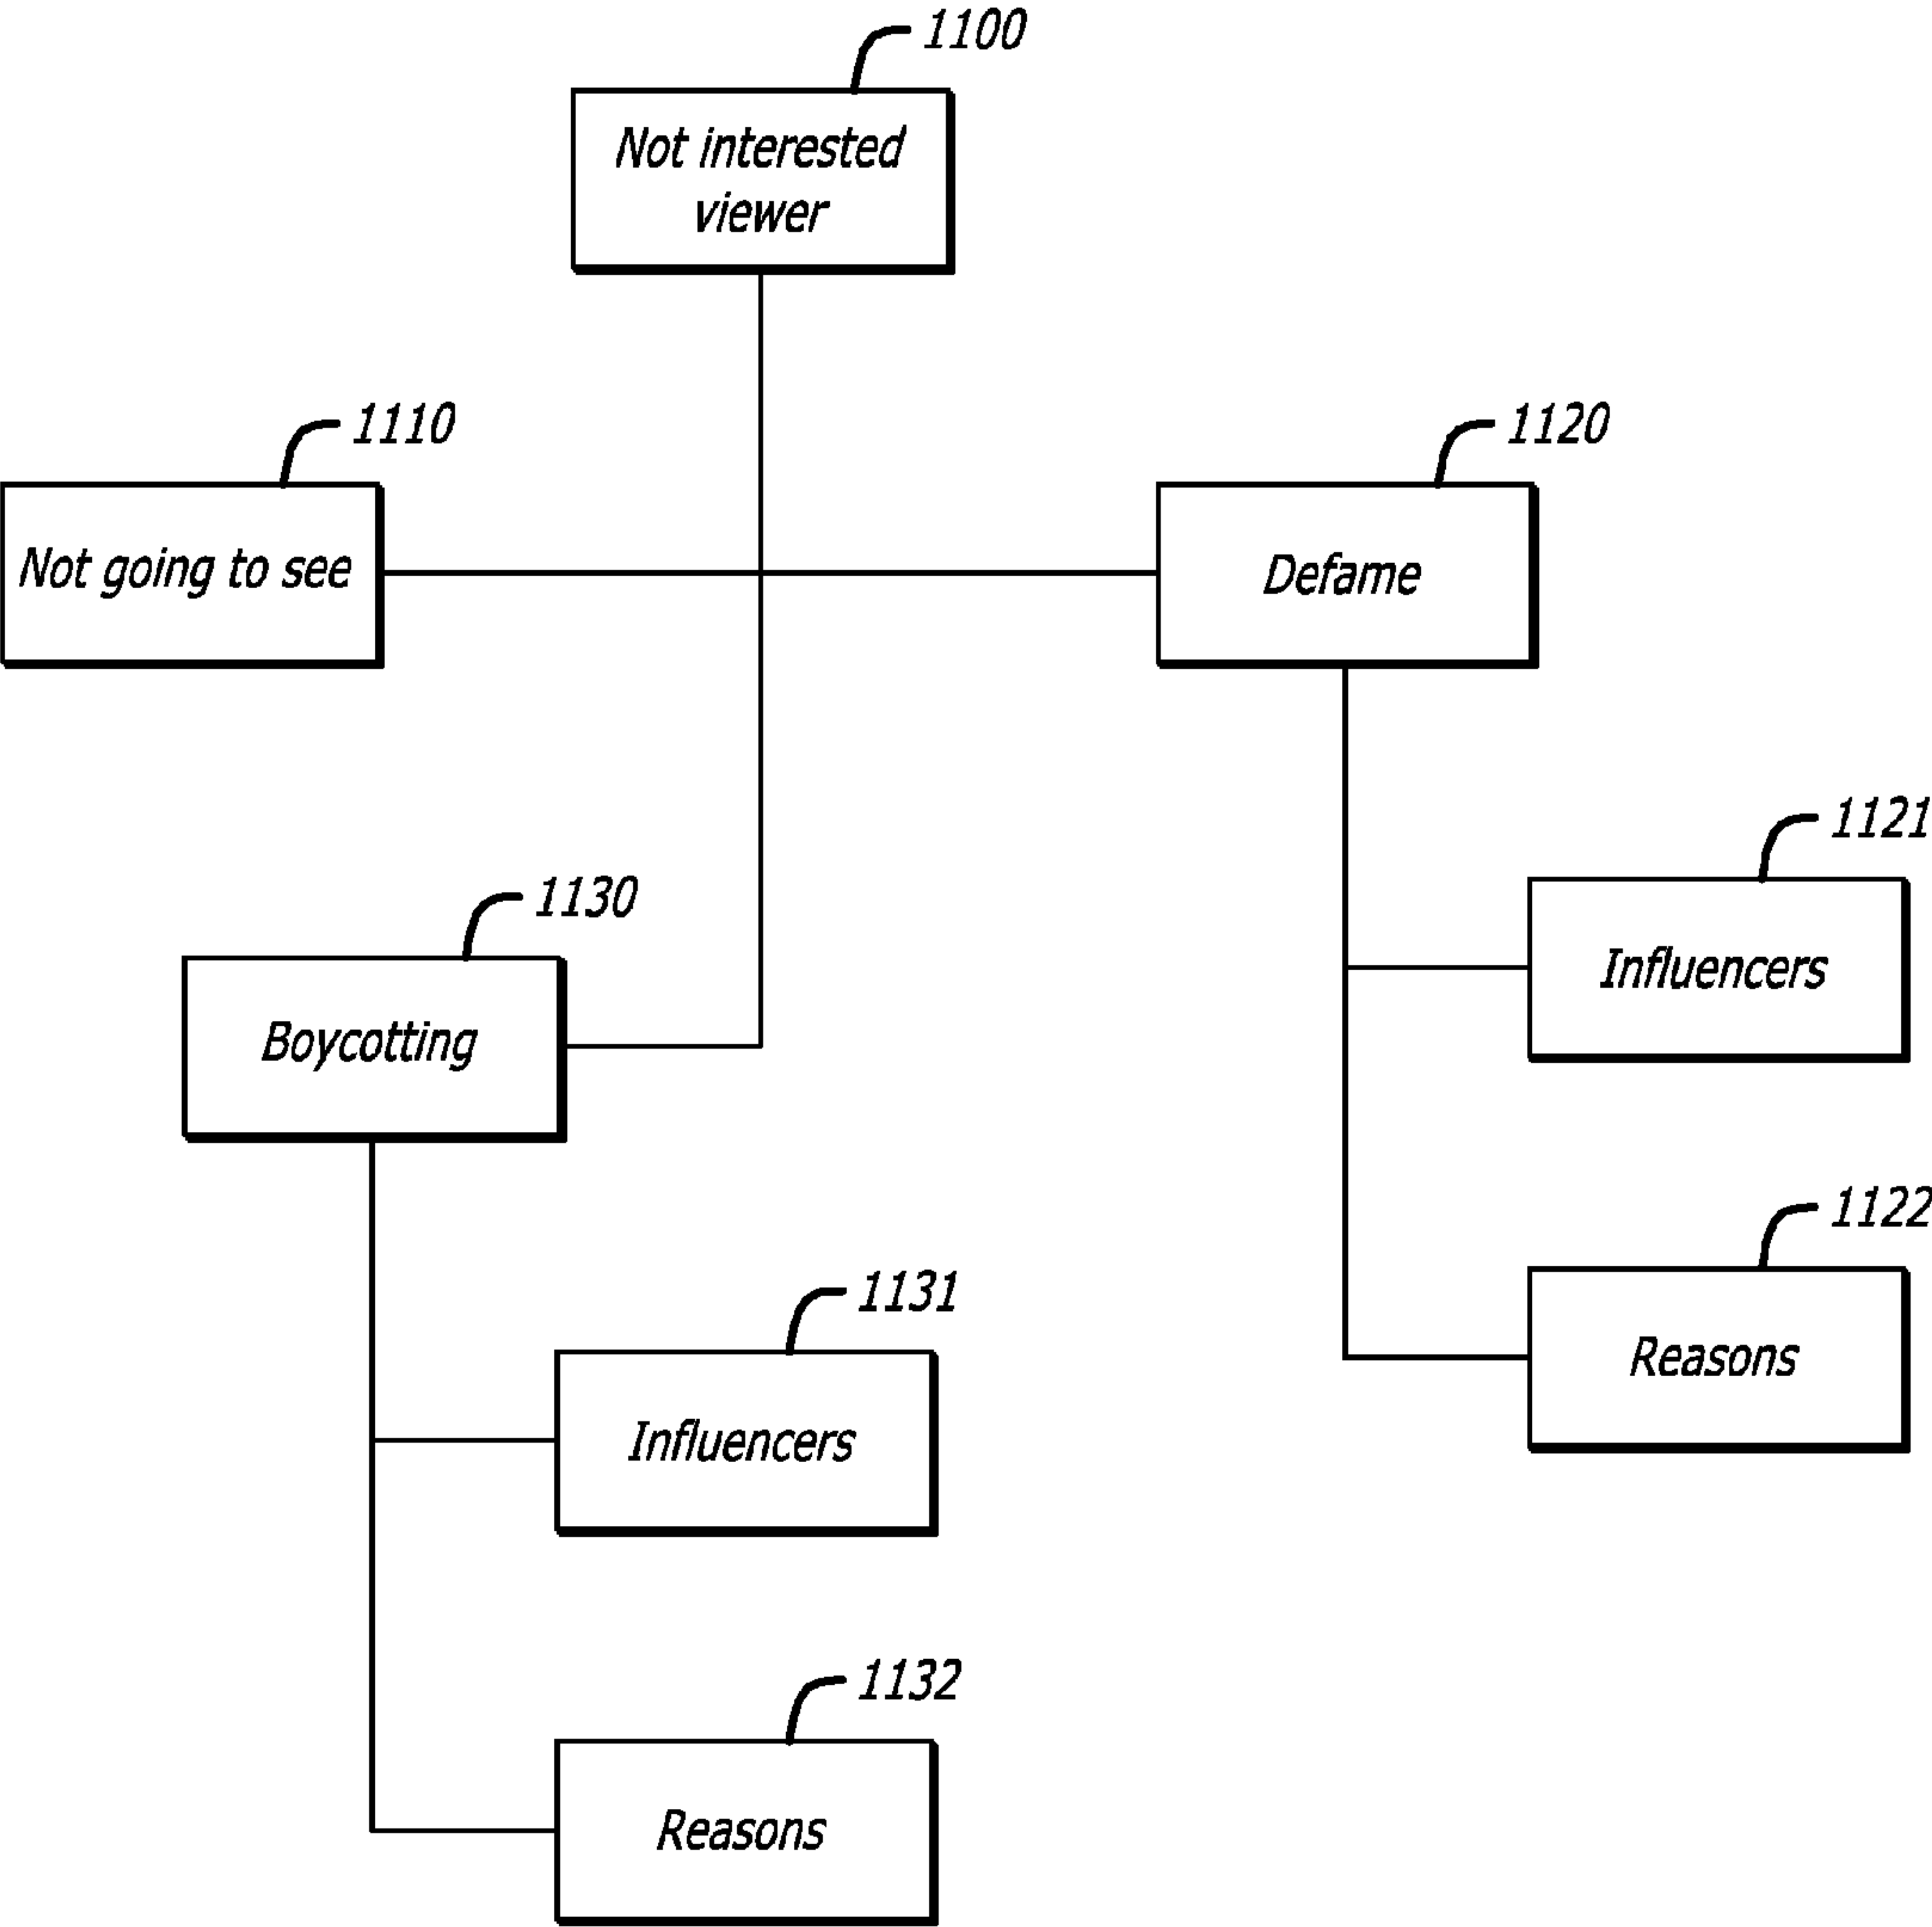 1100
Not interested
viewer
1110
Not going to see
1120
Defame
1121
Influencers
1130
Boycotting
1122
Reasons
1131
Influencers
1132
Reasons